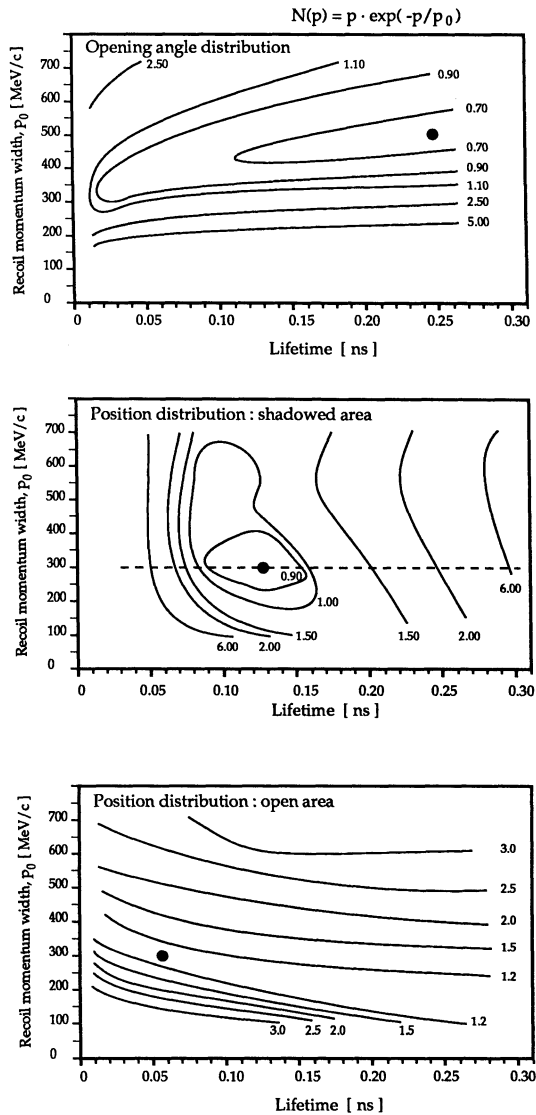 N(p) = p · exp( -p/p0 )
Opening angle distribution
Recoil momentum width, p0 [ MeV/c ]
700
600
500
400
300
200
100
0
2.50
1.10
0.90
0.70
0.70
0.90
1.10
2.50
5.00
0 0.05 0.10 0.15 0.20 0.25 0.30
Lifetime [ ns ]
Position distribution : shadowed area
Recoil momentum width, p0 [ MeV/c ]
700
600
500
400
300
200
100
0
0.90
6.00
1.00
6.00 2.00 1.50 1.50 2.00
0 0.05 0.10 0.15 0.20 0.25 0.30
Lifetime [ ns ]
Position distribution : open area
Recoil momentum width, p0 [ MeV/c ]
700
600
500
400
300
200
100
0
3.0
2.5
2.0
1.5
1.2
3.0 2.5 2.0 1.5 1.2
0 0.05 0.10 0.15 0.20 0.25 0.30
Lifetime [ ns ]